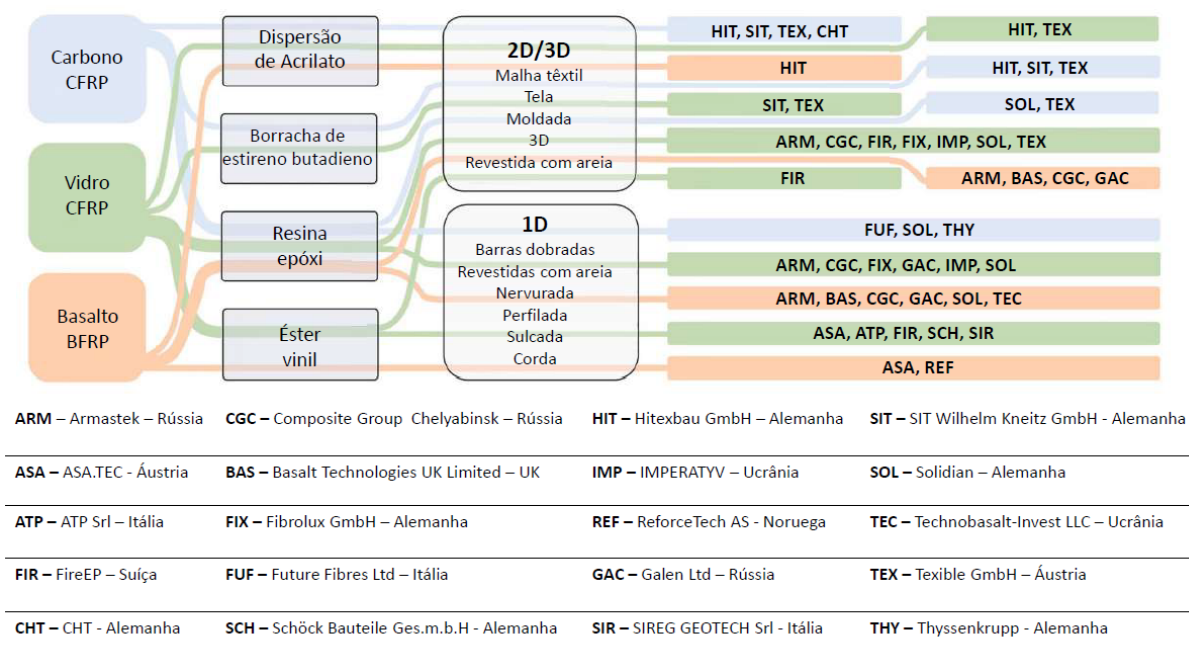 Carbono
CFRP
Vidro
CFRP
Basalto
BFRP
Dispersão
de Acrilato
Borracha de
estireno butadieno
Resina
epóxi
Éster
vinil
2D/3D
Malha têxtil
Tela
Moldada
3D
Revestida com areia
1D
Barras dobradas
Revestidas com areia
Nervurada
Perfilada
Sulcada
Corda
HIT, SIT, TEX, CHT
HIT, TEX
HIT
HIT, SIT, TEX
SIT, TEX
SOL, TEX
ARM, CGC, FIR, FIX, IMP, SOL, TEX
FIR
ARM, BAS, CGC, GAC
FUF, SOL, THY
ARM, CGC, FIX, GAC, IMP, SOL
ARM, BAS, CGC, GAC, SOL, TEC
ASA, ATP, FIR, SCH, SIR
ASA, REF
ARM – Armastek – Rússia CGC – Composite Group Chelyabinsk – Rússia HIT – Hitexbau GmbH – Alemanha SIT – SIT Wilhelm Kneitz GmbH - Alemanha
ASA – ASA.TEC - Áustria BAS – Basalt Technologies UK Limited – UK IMP – IMPERATYV – Ucrânia SOL – Solidian – Alemanha
ATP – ATP Srl – Itália FIX – Fibrolux GmbH – Alemanha REF – ReforceTech AS - Noruega TEC – Technobasalt-Invest LLC – Ucrânia
FIR – FireEP – Suíça FUF – Future Fibres Ltd – Itália GAC – Galen Ltd – Rússia TEX – Texible GmbH – Áustria
CHT – CHT - Alemanha SCH – Schöck Bauteile Ges.m.b.H - Alemanha SIR – SIREG GEOTECH Srl - Itália THY – Thyssenkrupp - Alemanha